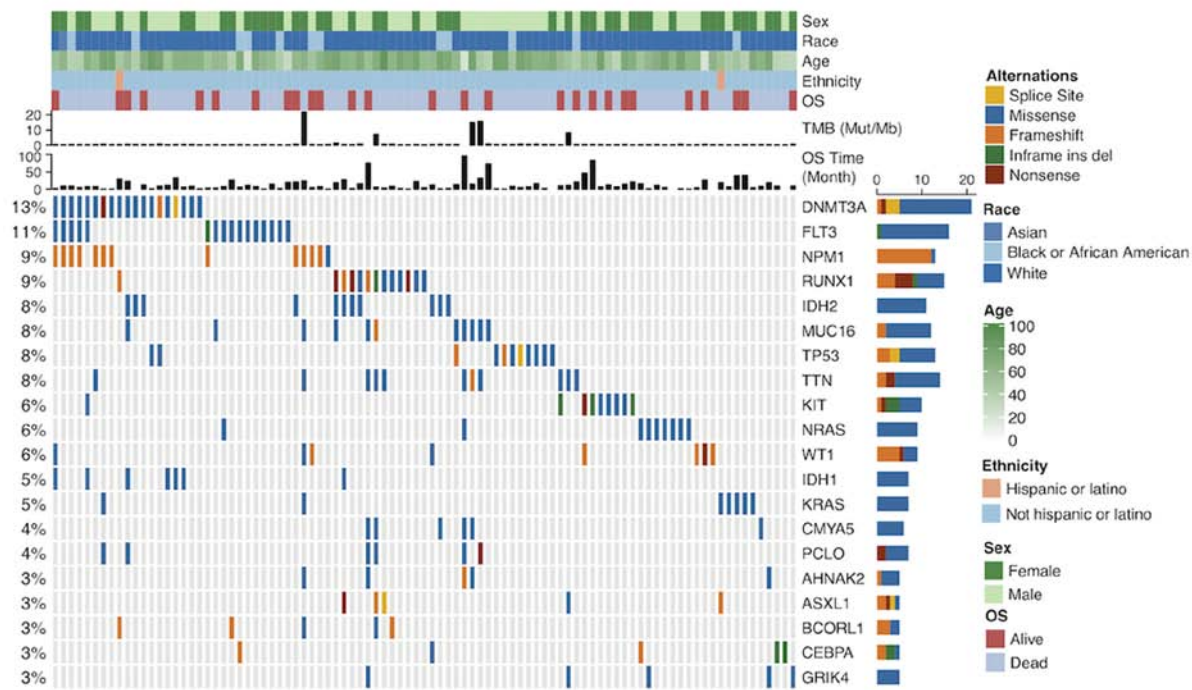 Sex
Race
Age
Ethnicity
OS
20
10
0
TMB (Mut/Mb)
100
50
0
OS Time
(Month)
0 10 20
13% DNMT3A
11% FLT3
9% NPM1
9% RUNX1
8% IDH2
8% MUC16
8% TP53
8% TTN
6% KIT
6% NRAS
6% WT1
5% IDH1
5% KRAS
4% CMYA5
4% PCLO
3% AHNAK2
3% ASXL1
3% BCORL1
3% CEBPA
3% GRIK4
Alternations
Splice Site
Missense
Frameshift
Inframe ins del
Nonsense
Race
Asian
Black or African American
White
Age
100
80
60
40
20
0
Ethnicity
Hispanic or latino
Not hispanic or latino
Sex
Female
Male
OS
Alive
Dead